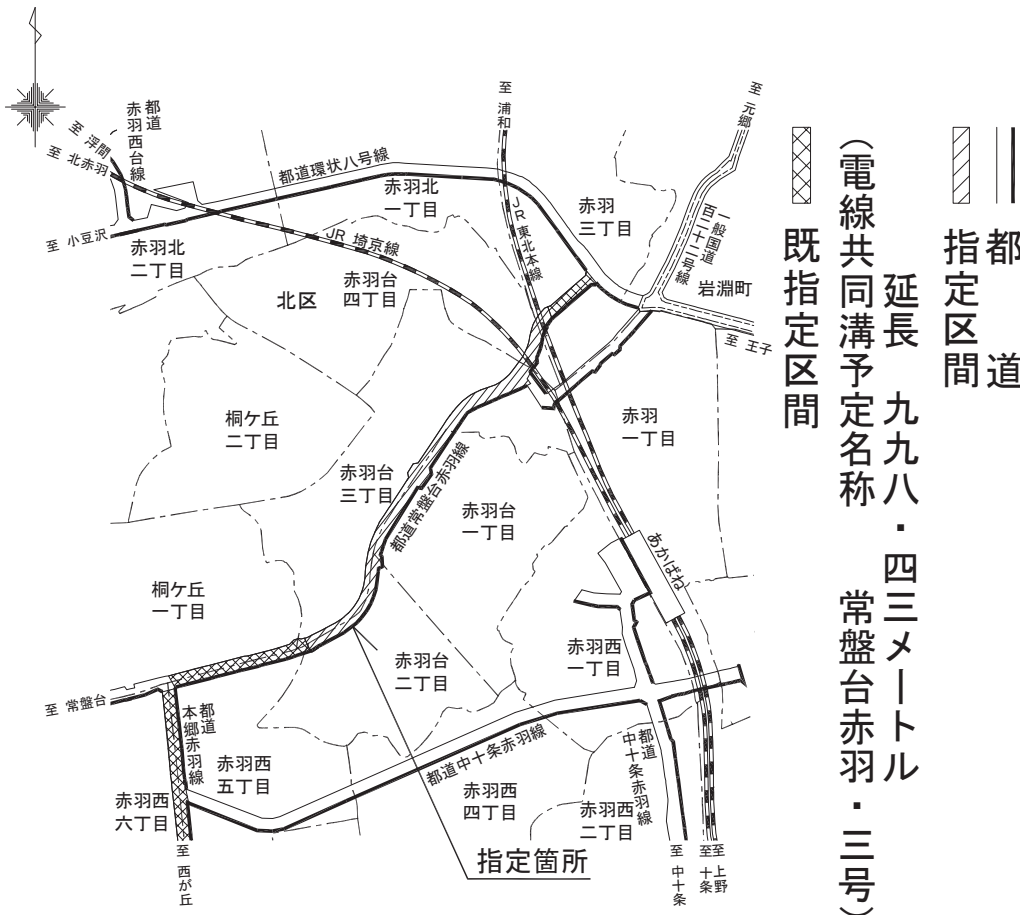 都道
指定区間
延長 九九八・四三メートル
(電線共同溝予定名称 常盤台赤羽・三号)
既指定区間
至 元郷
至 浦和
都道
赤羽西台線
至 浮間
至 北赤羽
至 小豆沢
都道環状八号線
赤羽北
一丁目
赤羽
三丁目
一般国道
百二十二号線
JR東北本線
岩淵町
至 王子
赤羽北
二丁目
JR 埼京線
赤羽台
四丁目
北区
桐ケ丘
二丁目
赤羽
一丁目
赤羽台
三丁目
都道常盤台赤羽線
赤羽台
一丁目
あかばね
桐ケ丘
一丁目
赤羽台
二丁目
赤羽西
一丁目
至 常盤台
都道
本郷赤羽線
赤羽西
五丁目
都道中十条赤羽線
都道
中十条赤羽線
赤羽西
六丁目
赤羽西
四丁目
赤羽西
二丁目
指定箇所
至 西が丘
至 中十条
至 十条
至 上野